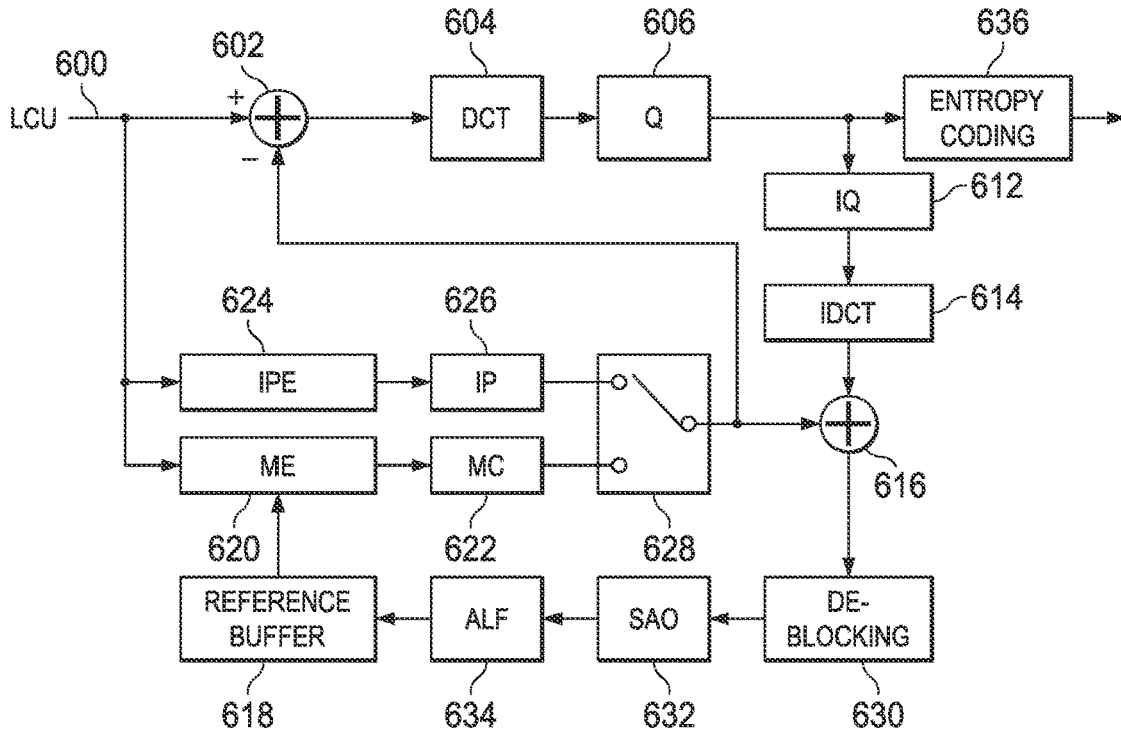 604
606
636
602
600
LCU
+
−
DCT
Q
ENTROPY
CODING
IQ
612
624
626
IDCT
614
IPE
IP
ME
MC
616
620
622
628
REFERENCE
BUFFER
ALF
SAO
DE-
BLOCKING
618
634
632
630